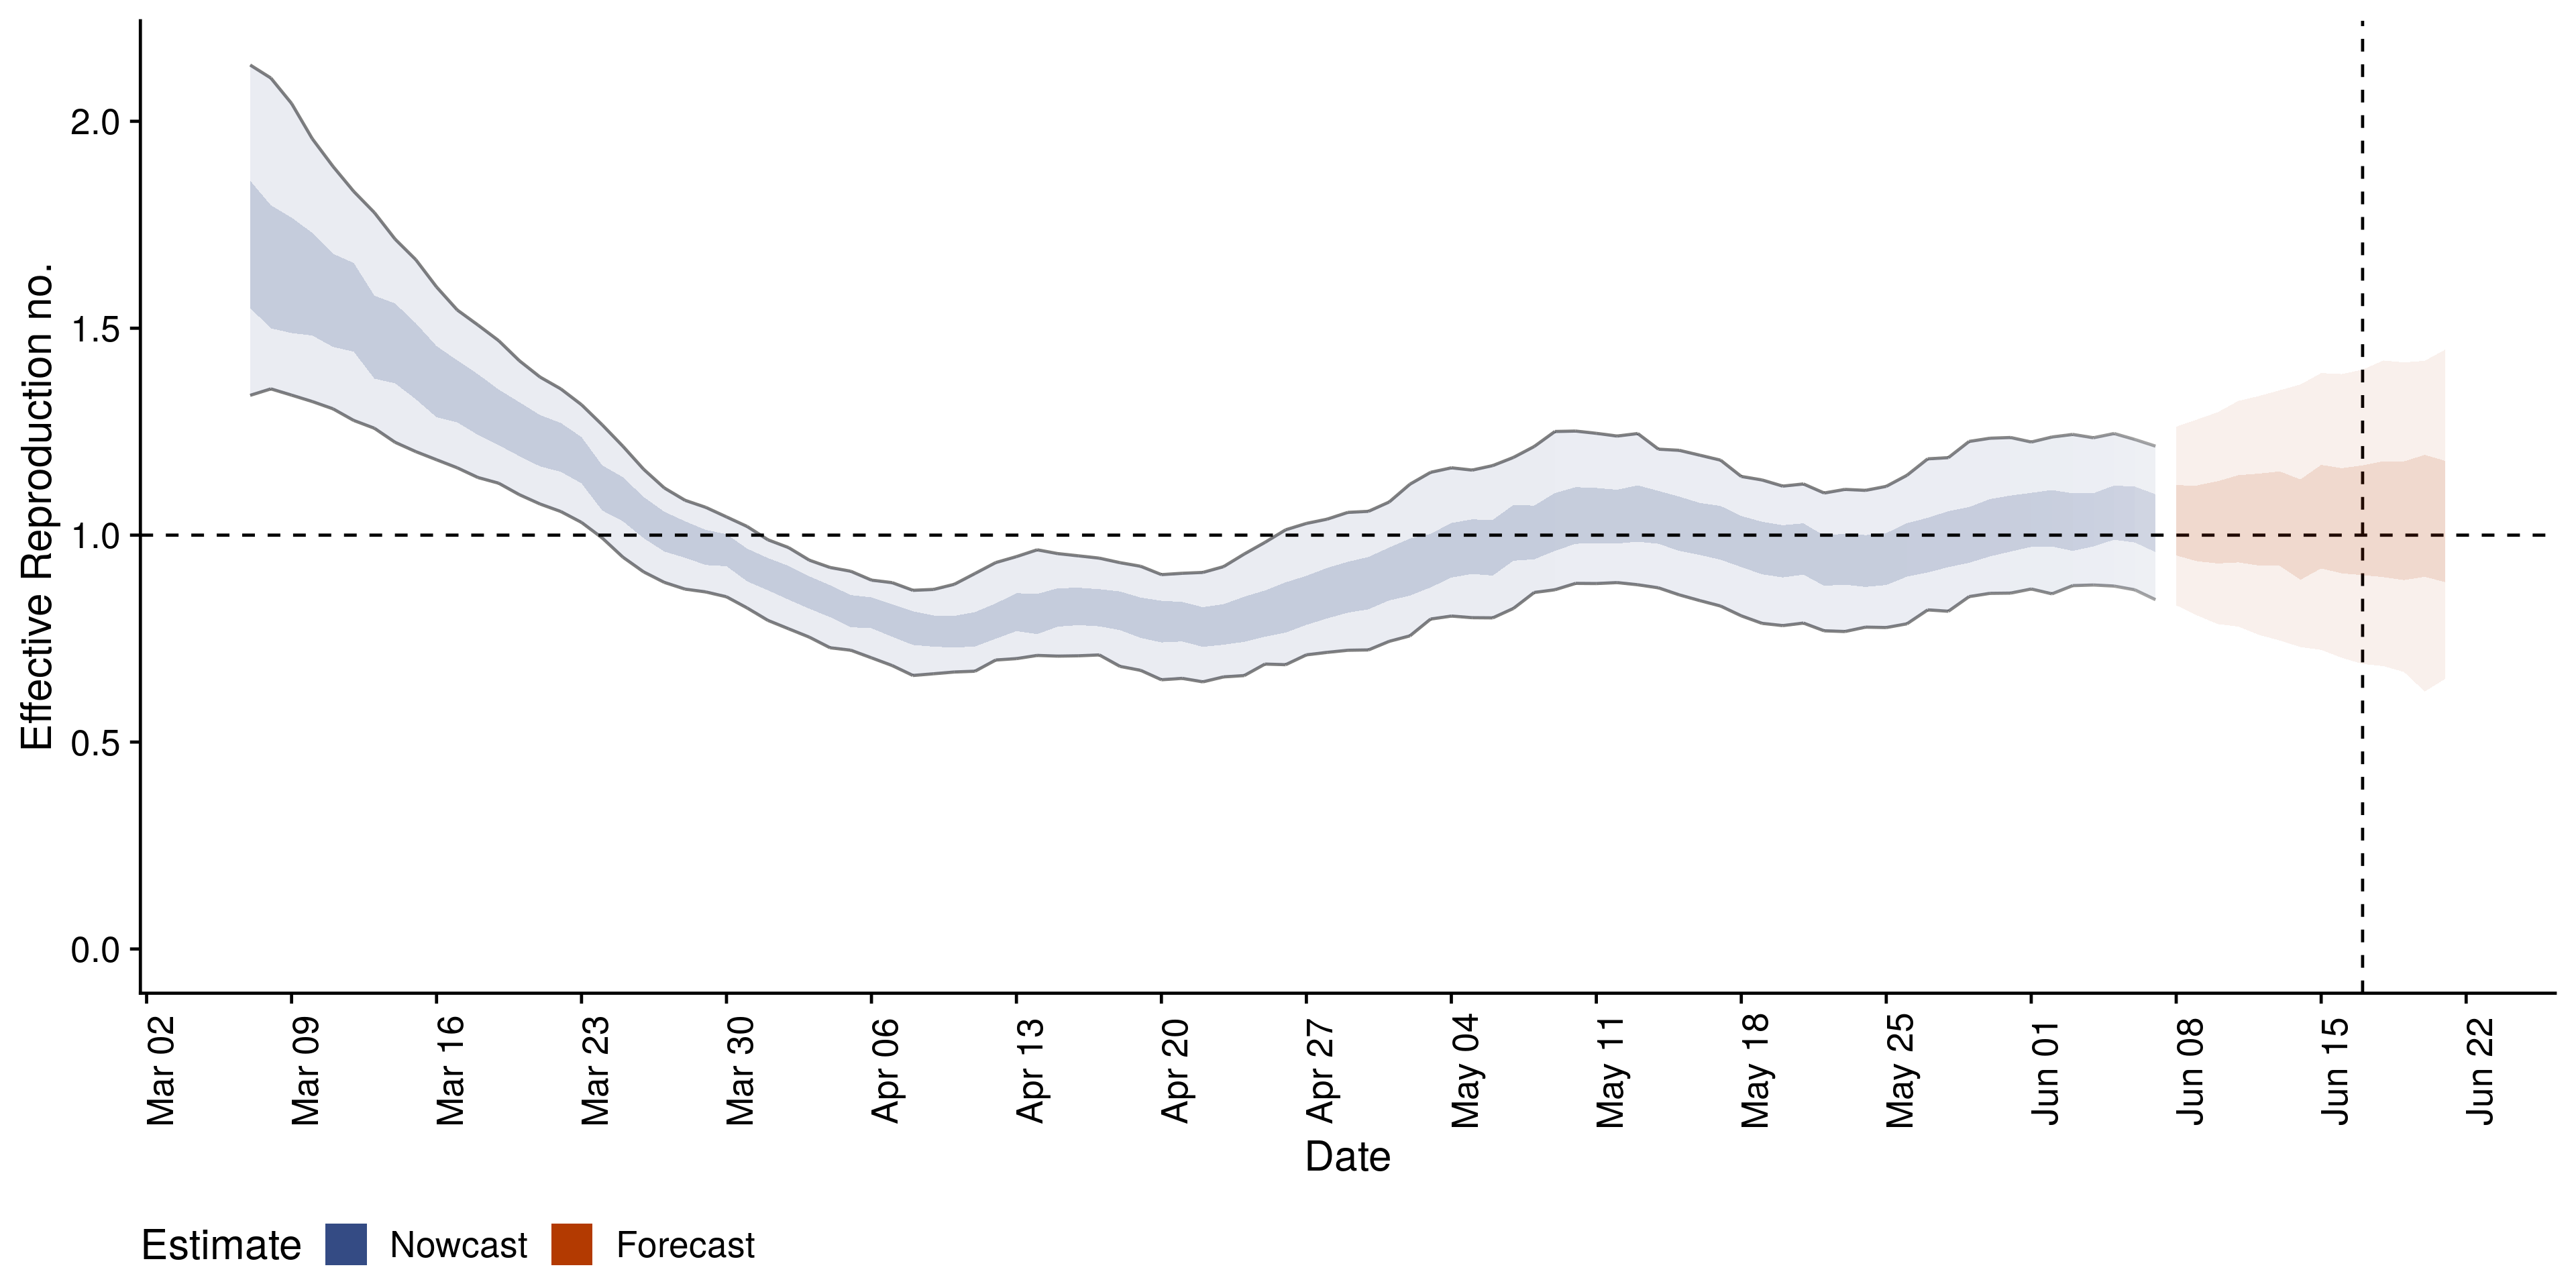 Effective Reproduction no.
2.0
1.5
1.0
0.5
0.0
Mar 02
Mar 09
Mar 16
Mar 23
Mar 30
Apr 06
Apr 13
Apr 20
Apr 27
May 04
May 11
May 18
May 25
Jun 01
Jun 08
Jun 15
Jun 22
Date
Estimate Nowcast Forecast